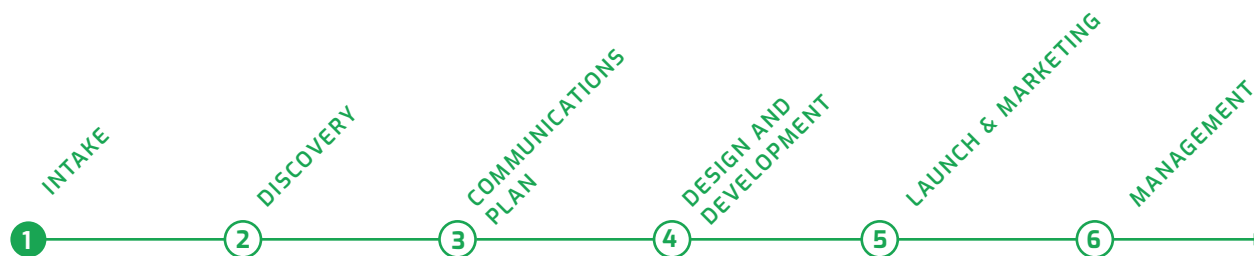 INTAKE
DISCOVERY
COMMUNICATIONS
PLAN
DESIGN AND
DEVELOPMENT
LAUNCH & MARKETING
MANAGEMENT
1
2
3
4
5
6